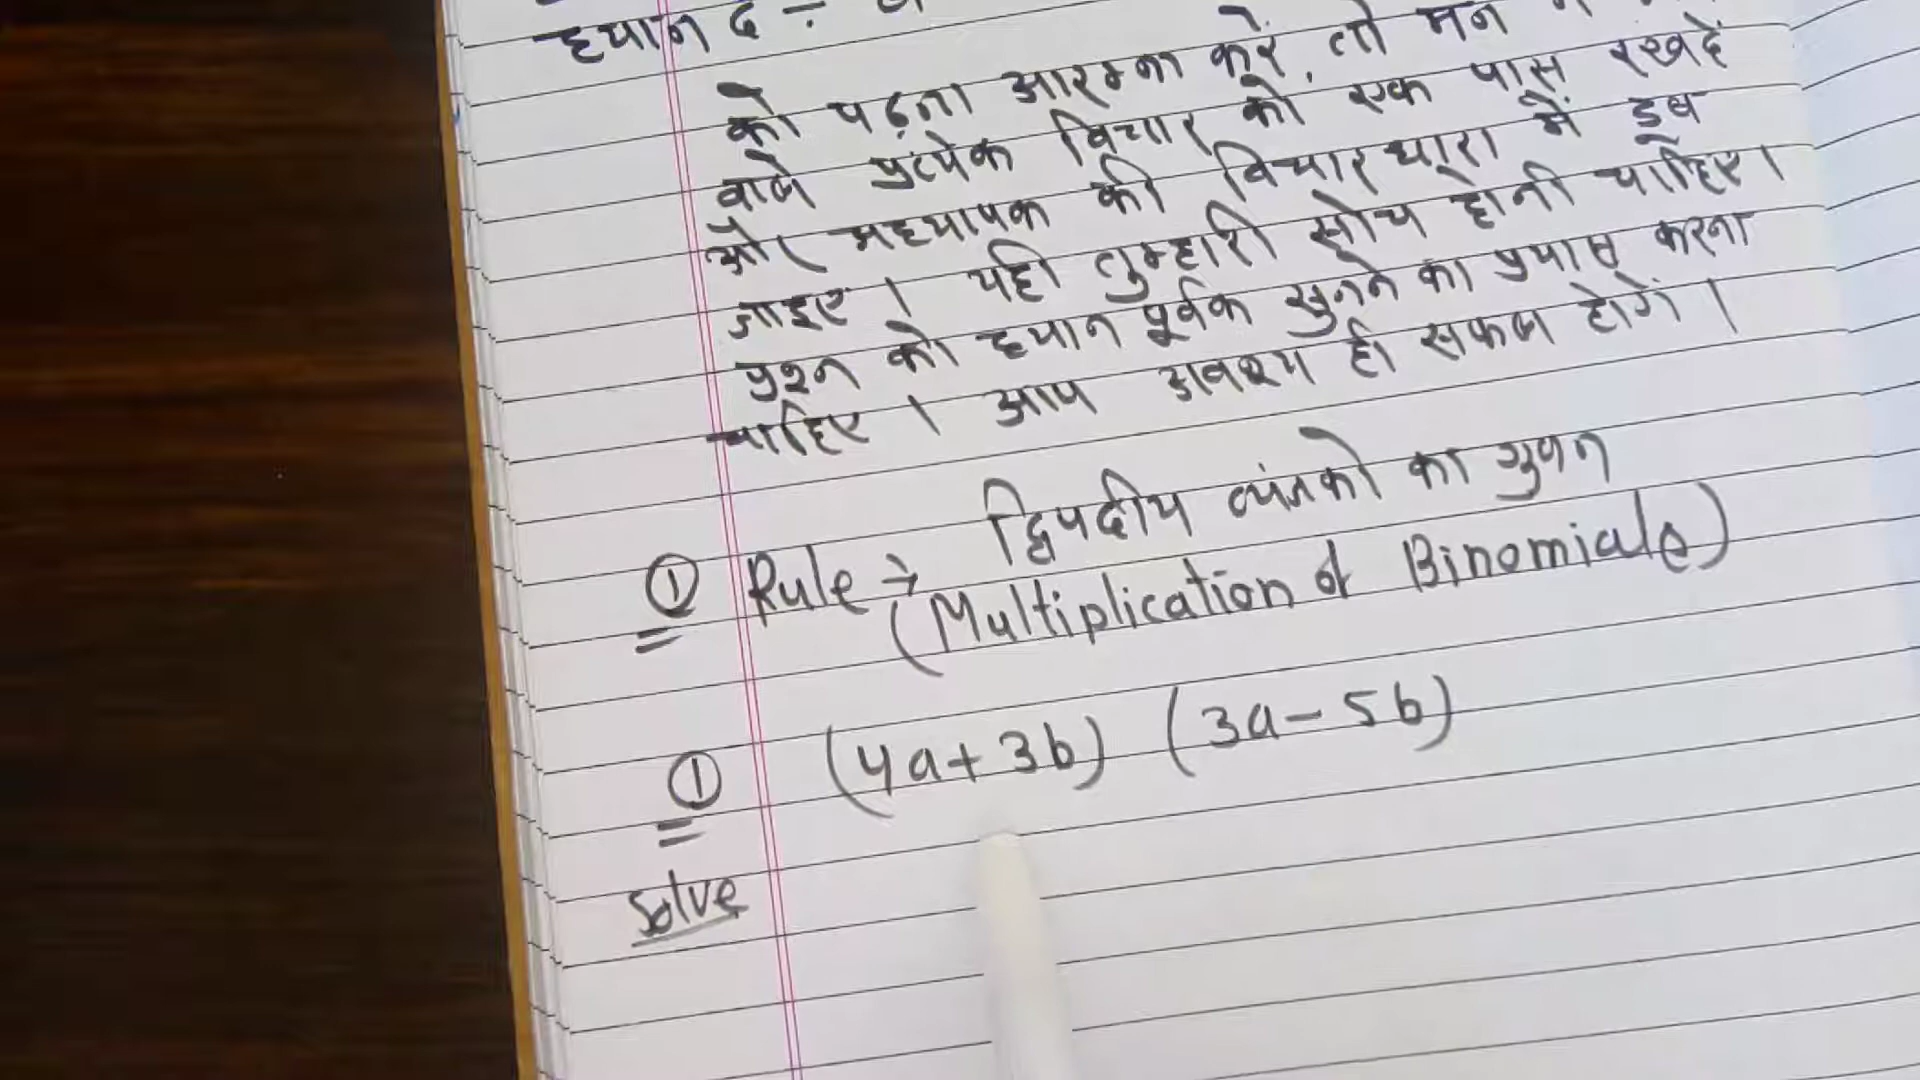 ध्यान दें ÷
को पढ़ना आरम्भ करें, तो मन
वाले प्रत्येक विचार को एक पास रखदें
और अध्यापक की विचारधारा में डूब
जाइए । यही तुम्हारी सोच होनी चाहिए ।
प्रश्न को ध्यान पूर्वक सुनने का प्रयास करना
चाहिए । आप अवश्य ही सफल होगें ।
① Rule → द्विपदीय व्यंजको का गुणन
(Multiplication of Binomials)
① (4a+3b) (3a-5b)
Solve